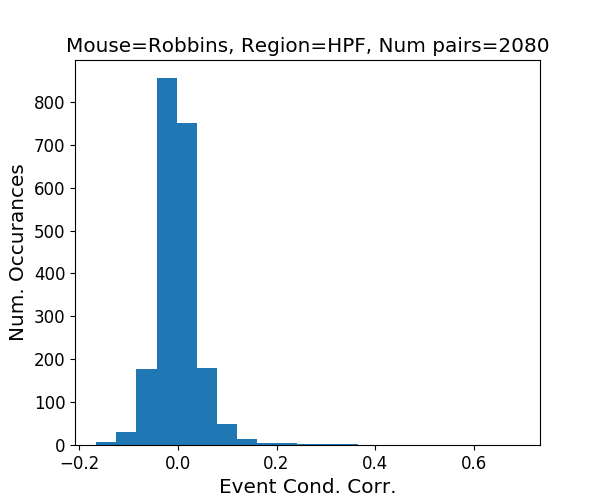 Mouse=Robbins, Region=HPF, Num pairs=2080
800
700
600
500
400
300
200
100
0
Num. Occurances
−0.2 0.0 0.2 0.4 0.6
Event Cond. Corr.